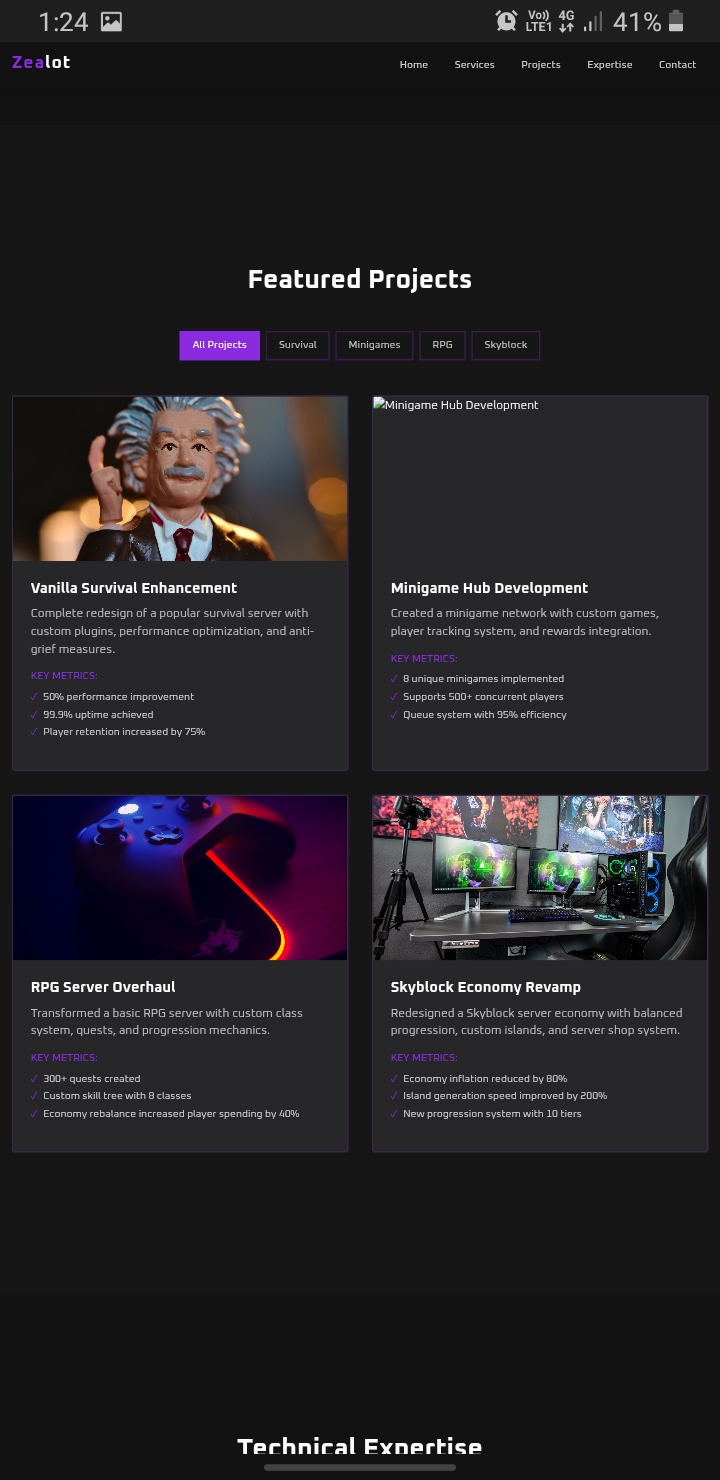 1:24
Vo))
LTE1
4G
41%
Zealot
Home Services Projects Expertise Contact
Featured Projects
All Projects Survival Minigames RPG Skyblock
Minigame Hub Development
Vanilla Survival Enhancement
Complete redesign of a popular survival server with
custom plugins, performance optimization, and anti-
grief measures.
KEY METRICS:
✓ 50% performance improvement
✓ 99.9% uptime achieved
✓ Player retention increased by 75%
Minigame Hub Development
Created a minigame network with custom games,
player tracking system, and rewards integration.
KEY METRICS:
✓ 8 unique minigames implemented
✓ Supports 500+ concurrent players
✓ Queue system with 95% efficiency
RPG Server Overhaul
Transformed a basic RPG server with custom class
system, quests, and progression mechanics.
KEY METRICS:
✓ 300+ quests created
✓ Custom skill tree with 8 classes
✓ Economy rebalance increased player spending by 40%
Skyblock Economy Revamp
Redesigned a Skyblock server economy with balanced
progression, custom islands, and server shop system.
KEY METRICS:
✓ Economy inflation reduced by 80%
✓ Island generation speed improved by 200%
✓ New progression system with 10 tiers
Technical Expertise